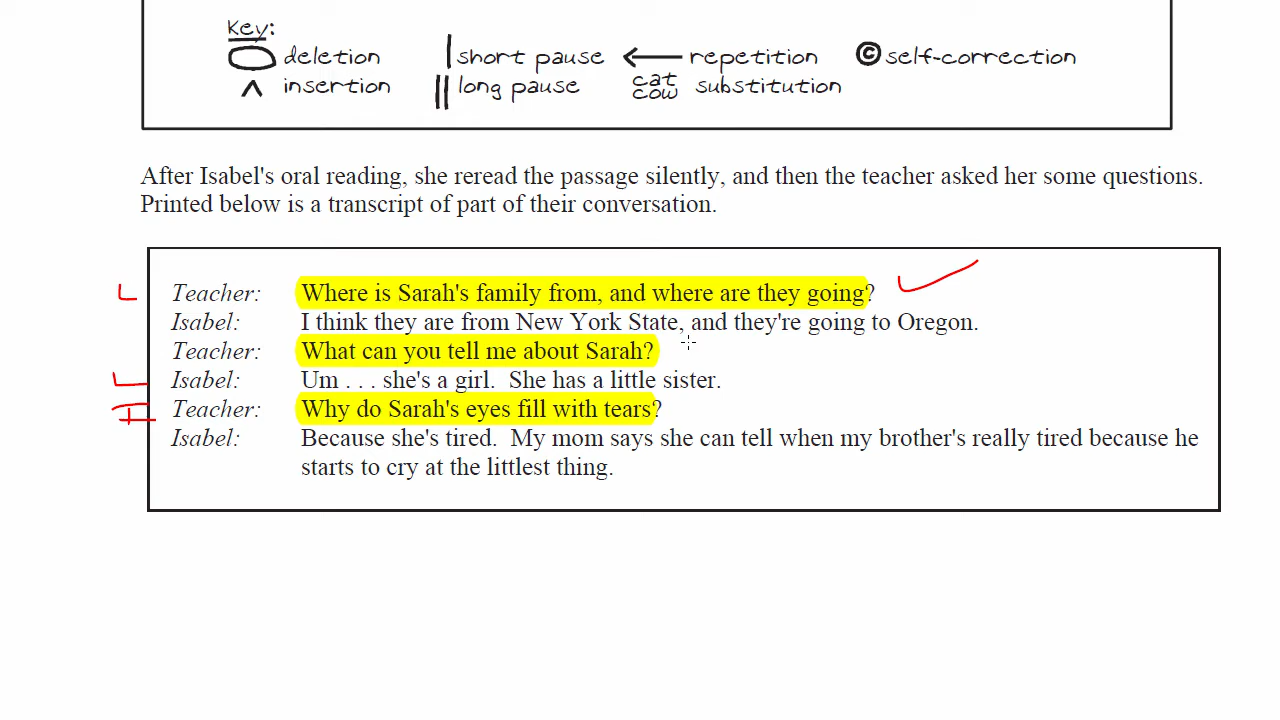 Key:
deletion short pause repetition © self-correction
insertion long pause cat cow substitution
After Isabel's oral reading, she reread the passage silently, and then the teacher asked her some questions.
Printed below is a transcript of part of their conversation.
L Teacher: Where is Sarah's family from, and where are they going?
Isabel: I think they are from New York State, and they're going to Oregon.
Teacher: What can you tell me about Sarah?
L Isabel: Um . . . she's a girl. She has a little sister.
I Teacher: Why do Sarah's eyes fill with tears?
Isabel: Because she's tired. My mom says she can tell when my brother's really tired because he
starts to cry at the littlest thing.